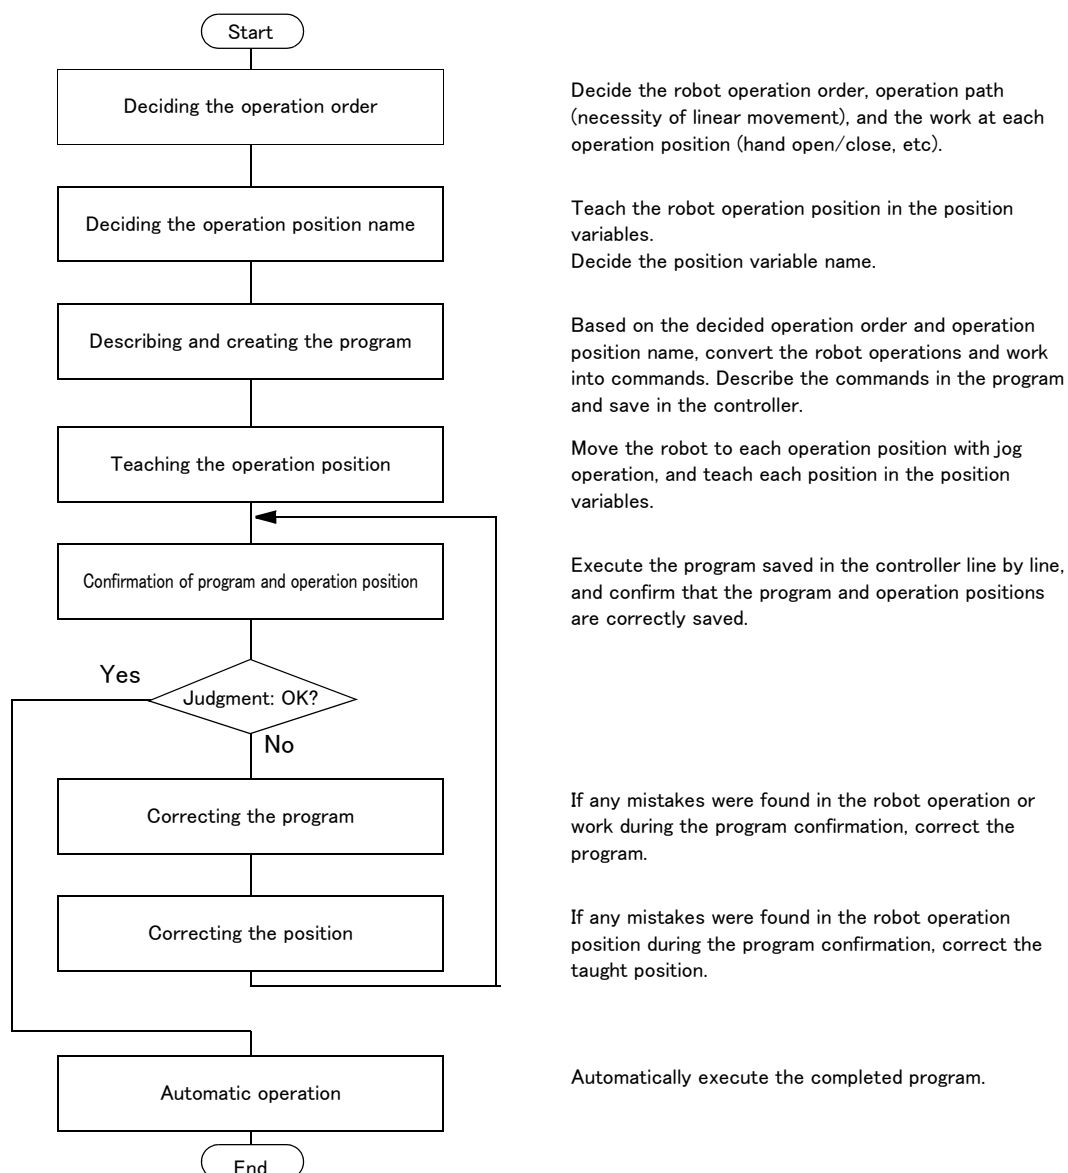 Start
Deciding the operation order
Decide the robot operation order, operation path
(necessity of linear movement), and the work at each
operation position (hand open/close, etc).
Deciding the operation position name
Teach the robot operation position in the position
variables.
Decide the position variable name.
Describing and creating the program
Based on the decided operation order and operation
position name, convert the robot operations and work
into commands. Describe the commands in the program
and save in the controller.
Teaching the operation position
Move the robot to each operation position with jog
operation, and teach each position in the position
variables.
Confirmation of program and operation position
Execute the program saved in the controller line by line,
and confirm that the program and operation positions
are correctly saved.
Yes
Judgment: OK?
No
Correcting the program
If any mistakes were found in the robot operation or
work during the program confirmation, correct the
program.
Correcting the position
If any mistakes were found in the robot operation
position during the program confirmation, correct the
taught position.
Automatic operation
Automatically execute the completed program.
End